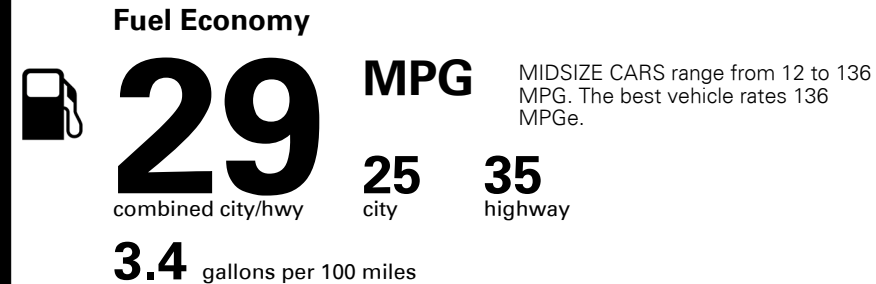 Fuel Economy
29 MPG
MIDSIZE CARS range from 12 to 136
MPG. The best vehicle rates 136
MPGe.
combined city/hwy
25
city
35
highway
3.4 gallons per 100 miles